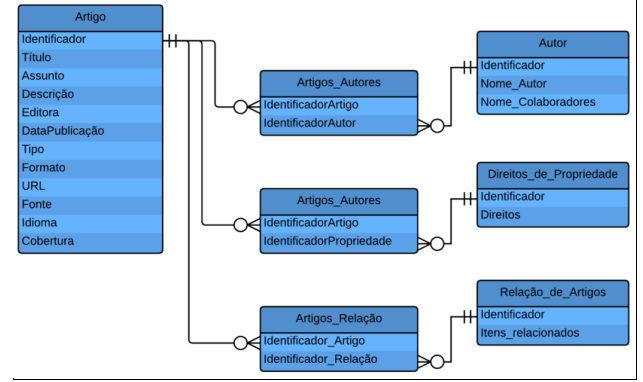 Artigo
Identificador
Título
Assunto
Descrição
Editora
DataPublicação
Tipo
Formato
URL
Fonte
Idioma
Cobertura
Artigos_Autores
IdentificadorArtigo
IdentificadorAutor
Autor
Identificador
Nome_Autor
Nome_Colaboradores
Artigos_Autores
IdentificadorArtigo
IdentificadorPropriedade
Direitos_de_Propriedade
Identificador
Direitos
Artigos_Relação
Identificador_Artigo
Identificador_Relação
Relação_de_Artigos
Identificador
Itens_relacionados